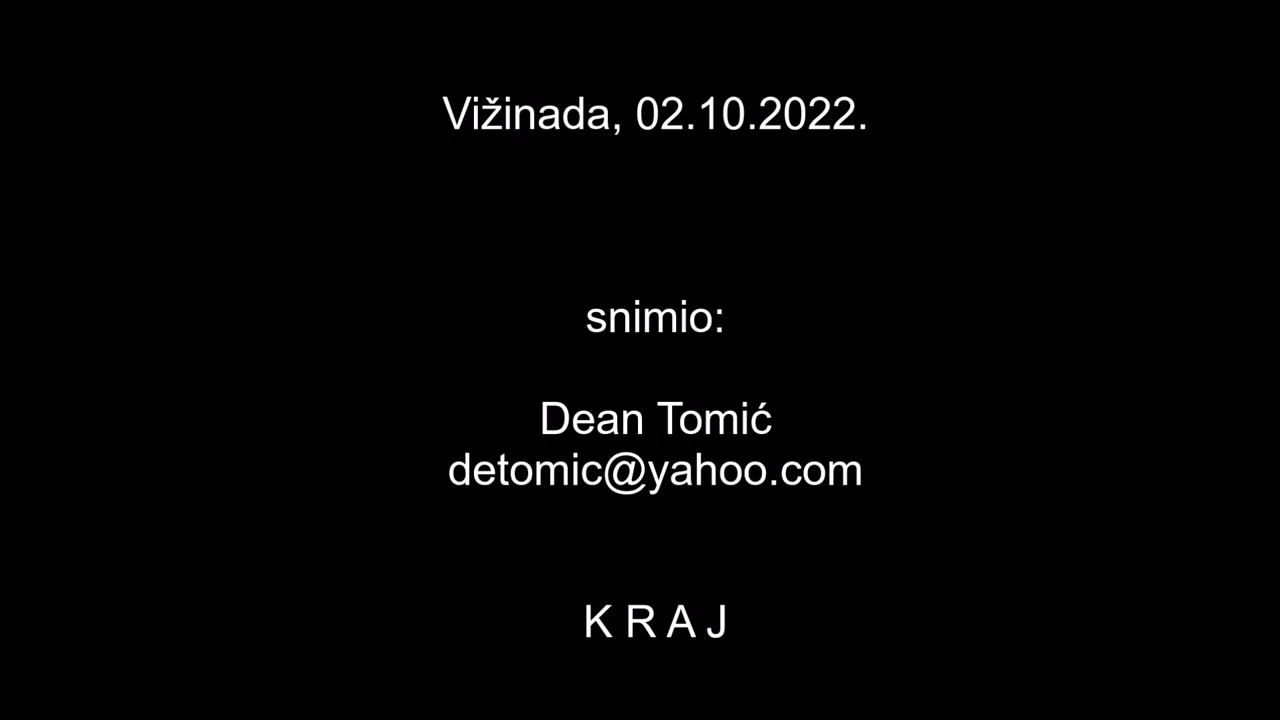 Vižinada, 02.10.2022.
snimio:
Dean Tomić
detomic@yahoo.com
K R A J